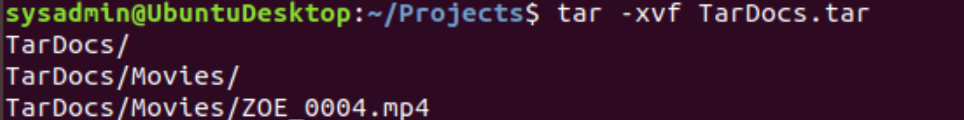 sysadmin@UbuntuDesktop:~/Projects$ tar -xvf TarDocs.tar
TarDocs/
TarDocs/Movies/
TarDocs/Movies/ZOE_0004.mp4